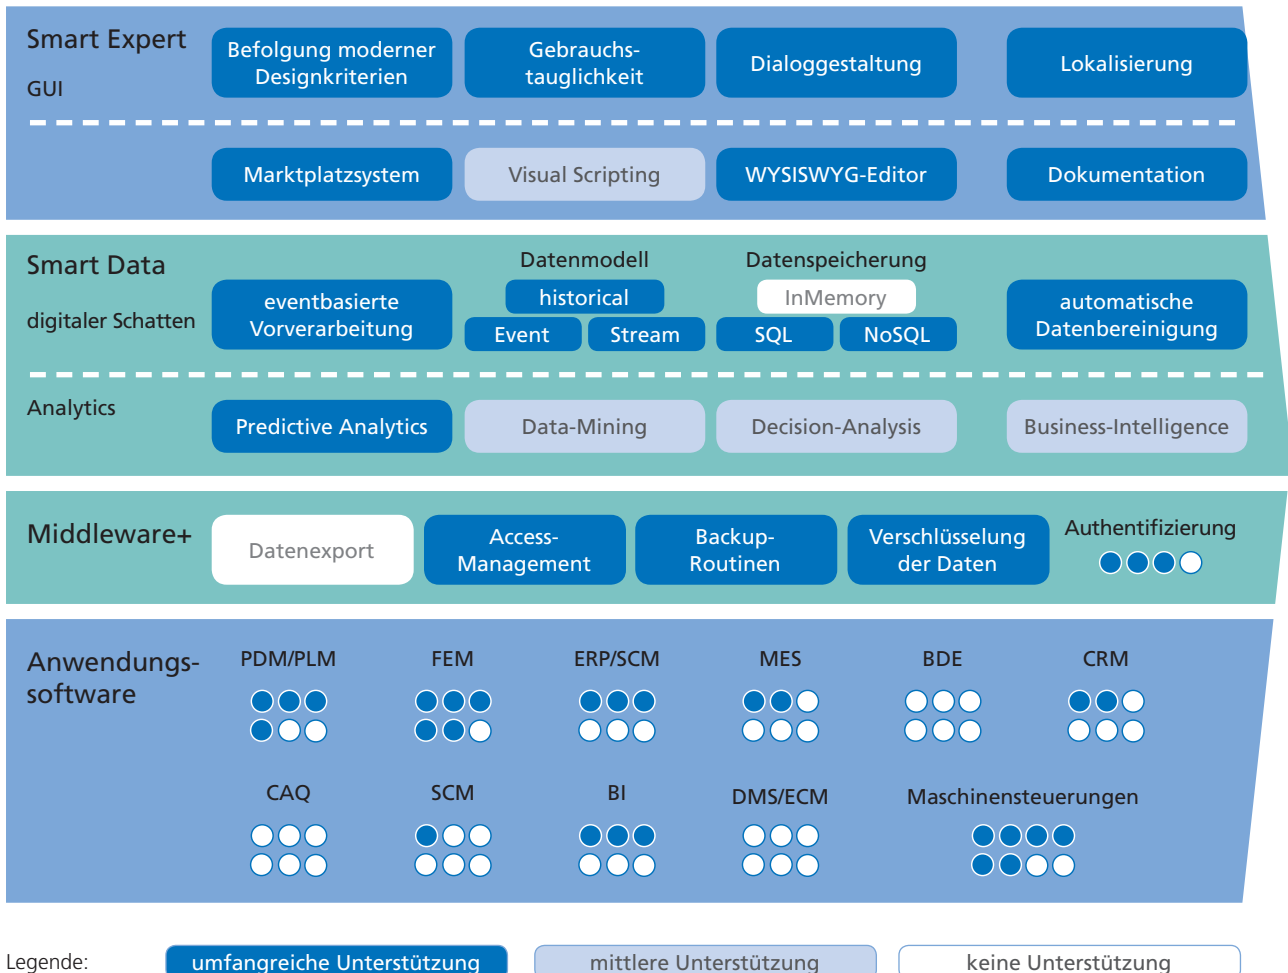 Smart Expert
GUI
Befolgung moderner
Designkriterien
Gebrauchs-
tauglichkeit
Dialoggestaltung
Lokalisierung
Marktplatzsystem
Visual Scripting
WYSISWYG-Editor
Dokumentation
Smart Data
digitaler Schatten
eventbasierte
Vorverarbeitung
Datenmodell
historical
Event
Stream
Datenspeicherung
InMemory
SQL
NoSQL
automatische
Datenbereinigung
Analytics
Predictive Analytics
Data-Mining
Decision-Analysis
Business-Intelligence
Middleware+
Datenexport
Access-
Management
Backup-
Routinen
Verschlüsselung
der Daten
Authentifizierung
Anwendungs-
software
PDM/PLM
FEM
ERP/SCM
MES
BDE
CRM
CAQ
SCM
BI
DMS/ECM
Maschinensteuerungen
Legende:
umfangreiche Unterstützung
mittlere Unterstützung
keine Unterstützung